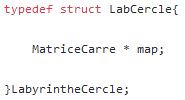 typedef struct LabCercle{
MatriceCarre * map;
}LabyrintheCercle;